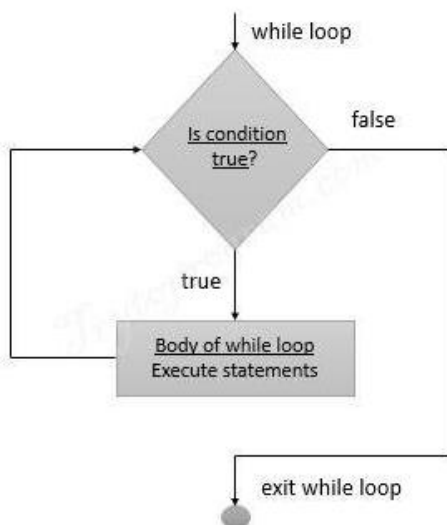 while loop
Is condition
true?
false
true
Body of while loop
Execute statements
exit while loop